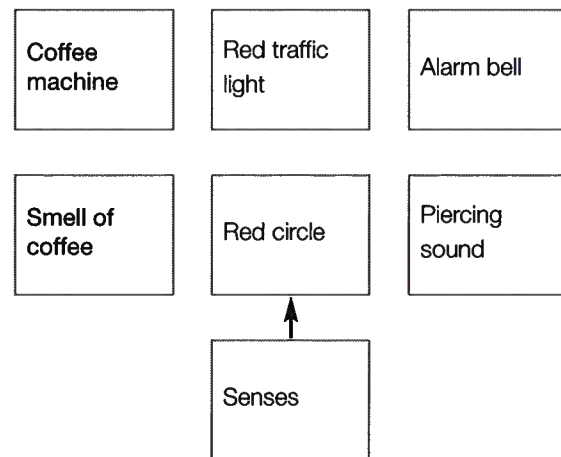 Coffee
machine
Red traffic
light
Alarm bell
Smell of
coffee
Red circle
Piercing
sound
Senses